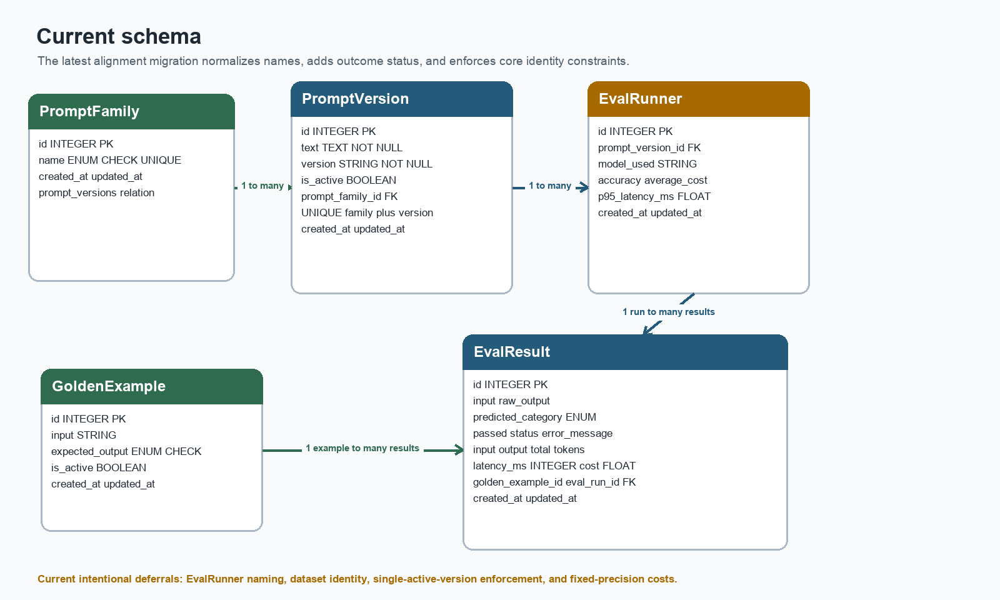 Current schema
The latest alignment migration normalizes names, adds outcome status, and enforces core identity constraints.
PromptFamily
id INTEGER PK
name ENUM CHECK UNIQUE
created_at updated_at
prompt_versions relation
1 to many
PromptVersion
id INTEGER PK
text TEXT NOT NULL
version STRING NOT NULL
is_active BOOLEAN
prompt_family_id FK
UNIQUE family plus version
created_at updated_at
1 to many
EvalRunner
id INTEGER PK
prompt_version_id FK
model_used STRING
accuracy average_cost
p95_latency_ms FLOAT
created_at updated_at
1 run to many results
GoldenExample
id INTEGER PK
input STRING
expected_output ENUM CHECK
is_active BOOLEAN
created_at updated_at
1 example to many results
EvalResult
id INTEGER PK
input raw_output
predicted_category ENUM
passed status error_message
input output total tokens
latency_ms INTEGER cost FLOAT
golden_example_id eval_run_id FK
created_at updated_at
Current intentional deferrals: EvalRunner naming, dataset identity, single-active-version enforcement, and fixed-precision costs.